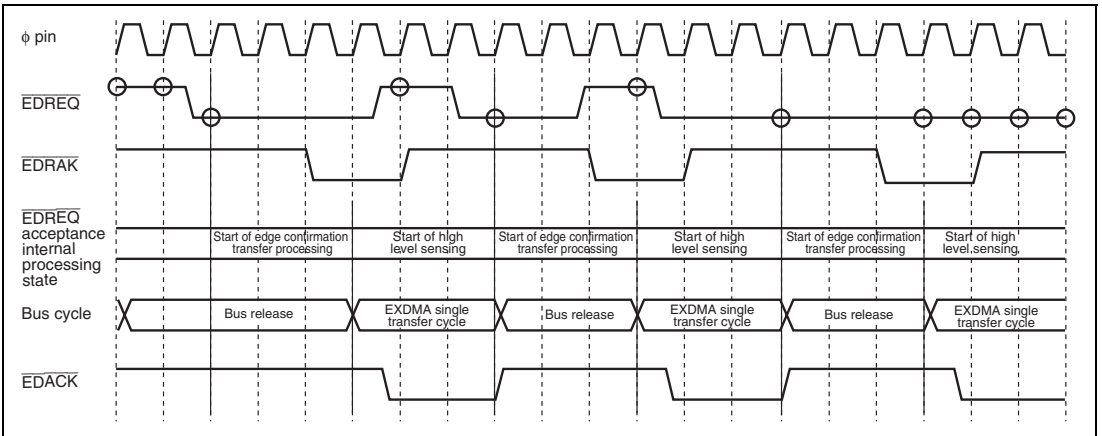 φ pin
EDREQ
EDRAK
EDREQ
acceptance
internal
processing
state
Start of edge confirmation
transfer processing
Start of high
level sensing
Start of edge confirmation
transfer processing
Start of high
level sensing
Start of edge confirmation
transfer processing
Start of high
level sensing
Bus cycle
Bus release
EXDMA single
transfer cycle
Bus release
EXDMA single
transfer cycle
Bus release
EXDMA single
transfer cycle
EDACK